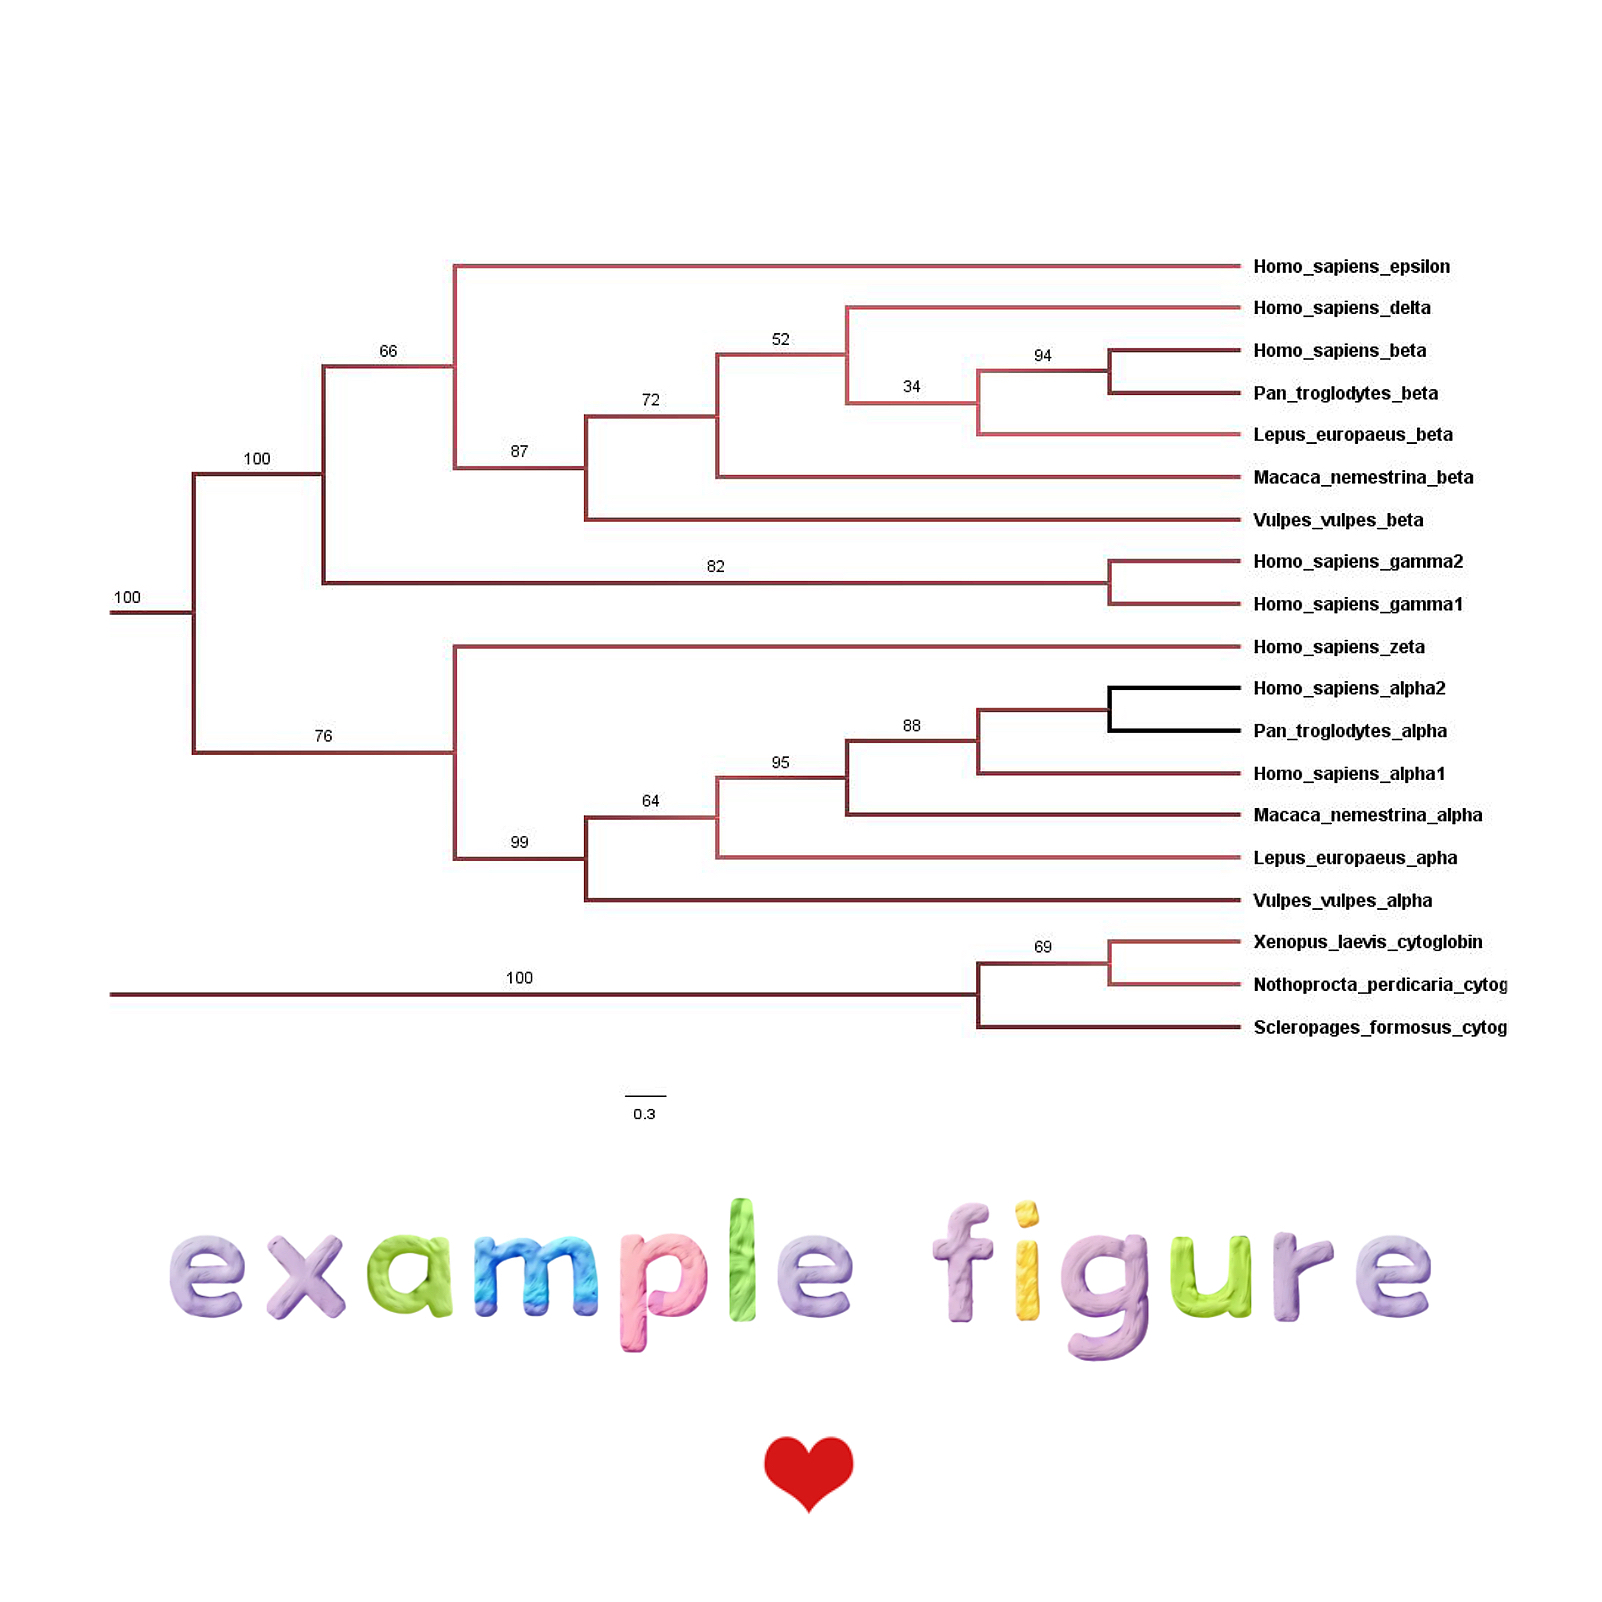 Homo_sapiens_epsilon
Homo_sapiens_delta
52
66
94
Homo_sapiens_beta
34
Pan_troglodytes_beta
72
Lepus_europaeus_beta
87
100
Macaca_nemestrina_beta
Vulpes_vulpes_beta
82
Homo_sapiens_gamma2
100
Homo_sapiens_gamma1
Homo_sapiens_zeta
Homo_sapiens_alpha2
88
76
Pan_troglodytes_alpha
95
Homo_sapiens_alpha1
64
Macaca_nemestrina_alpha
99
Lepus_europaeus_apha
Vulpes_vulpes_alpha
69
Xenopus_laevis_cytoglobin
100
Nothoprocta_perdicaria_cytog
Scleropages_formosus_cytog
0.3
example figure